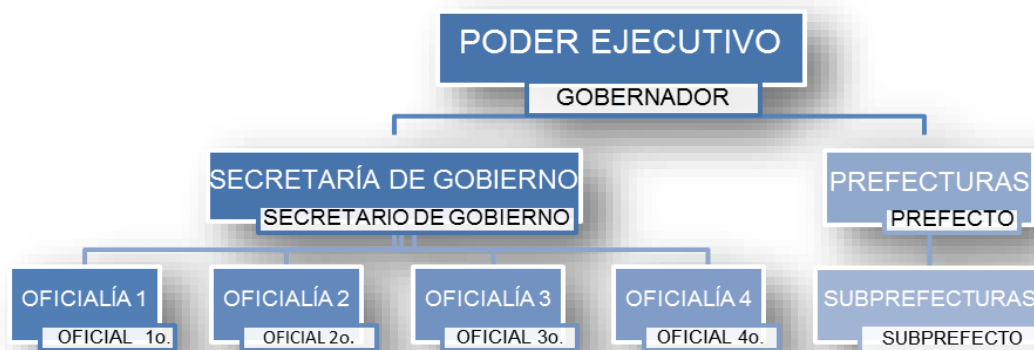 PODER EJECUTIVO
GOBERNADOR
SECRETARÍA DE GOBIERNO
SECRETARIO DE GOBIERNO
PREFECTURAS
PREFECTO
OFICIALÍA 1
OFICIAL 1o.
OFICIALÍA 2
OFICIAL 2o.
OFICIALÍA 3
OFICIAL 3o.
OFICIALÍA 4
OFICIAL 4o.
SUBPREFECTURAS
SUBPREFECTO